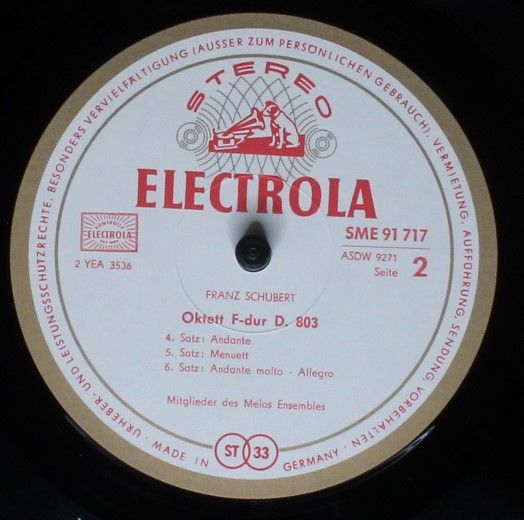 URHEBER- UND LEISTUNGSSCHUTZRECHTE, BESONDERS VERVIELFÄLTIGUNG (AUSSER ZUM PERSÖNLICHEN GEBRAUCH), VERMIETUNG, AUFFÜHRUNG, SENDUNG, VORBEHALTEN ·
STEREO
ELECTROLA
SME 91 717
ELECTROLA
ASDW 9271
2 YEA 3536
Seite 2
FRANZ SCHUBERT
Oktett F-dur D. 803
4. Satz: Andante
5. Satz: Menuett
6. Satz: Andante molto - Allegro
Mitglieder des Melos Ensembles
MADE IN GERMANY ·
ST 33